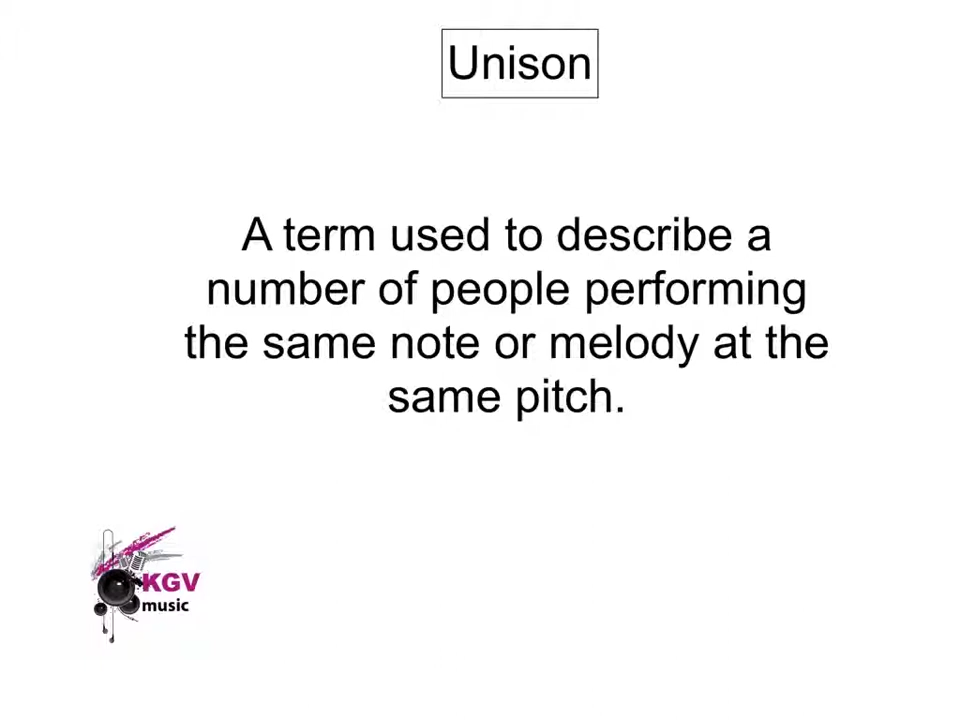 Unison
A term used to describe a
number of people performing
the same note or melody at the
same pitch.
KGV
music